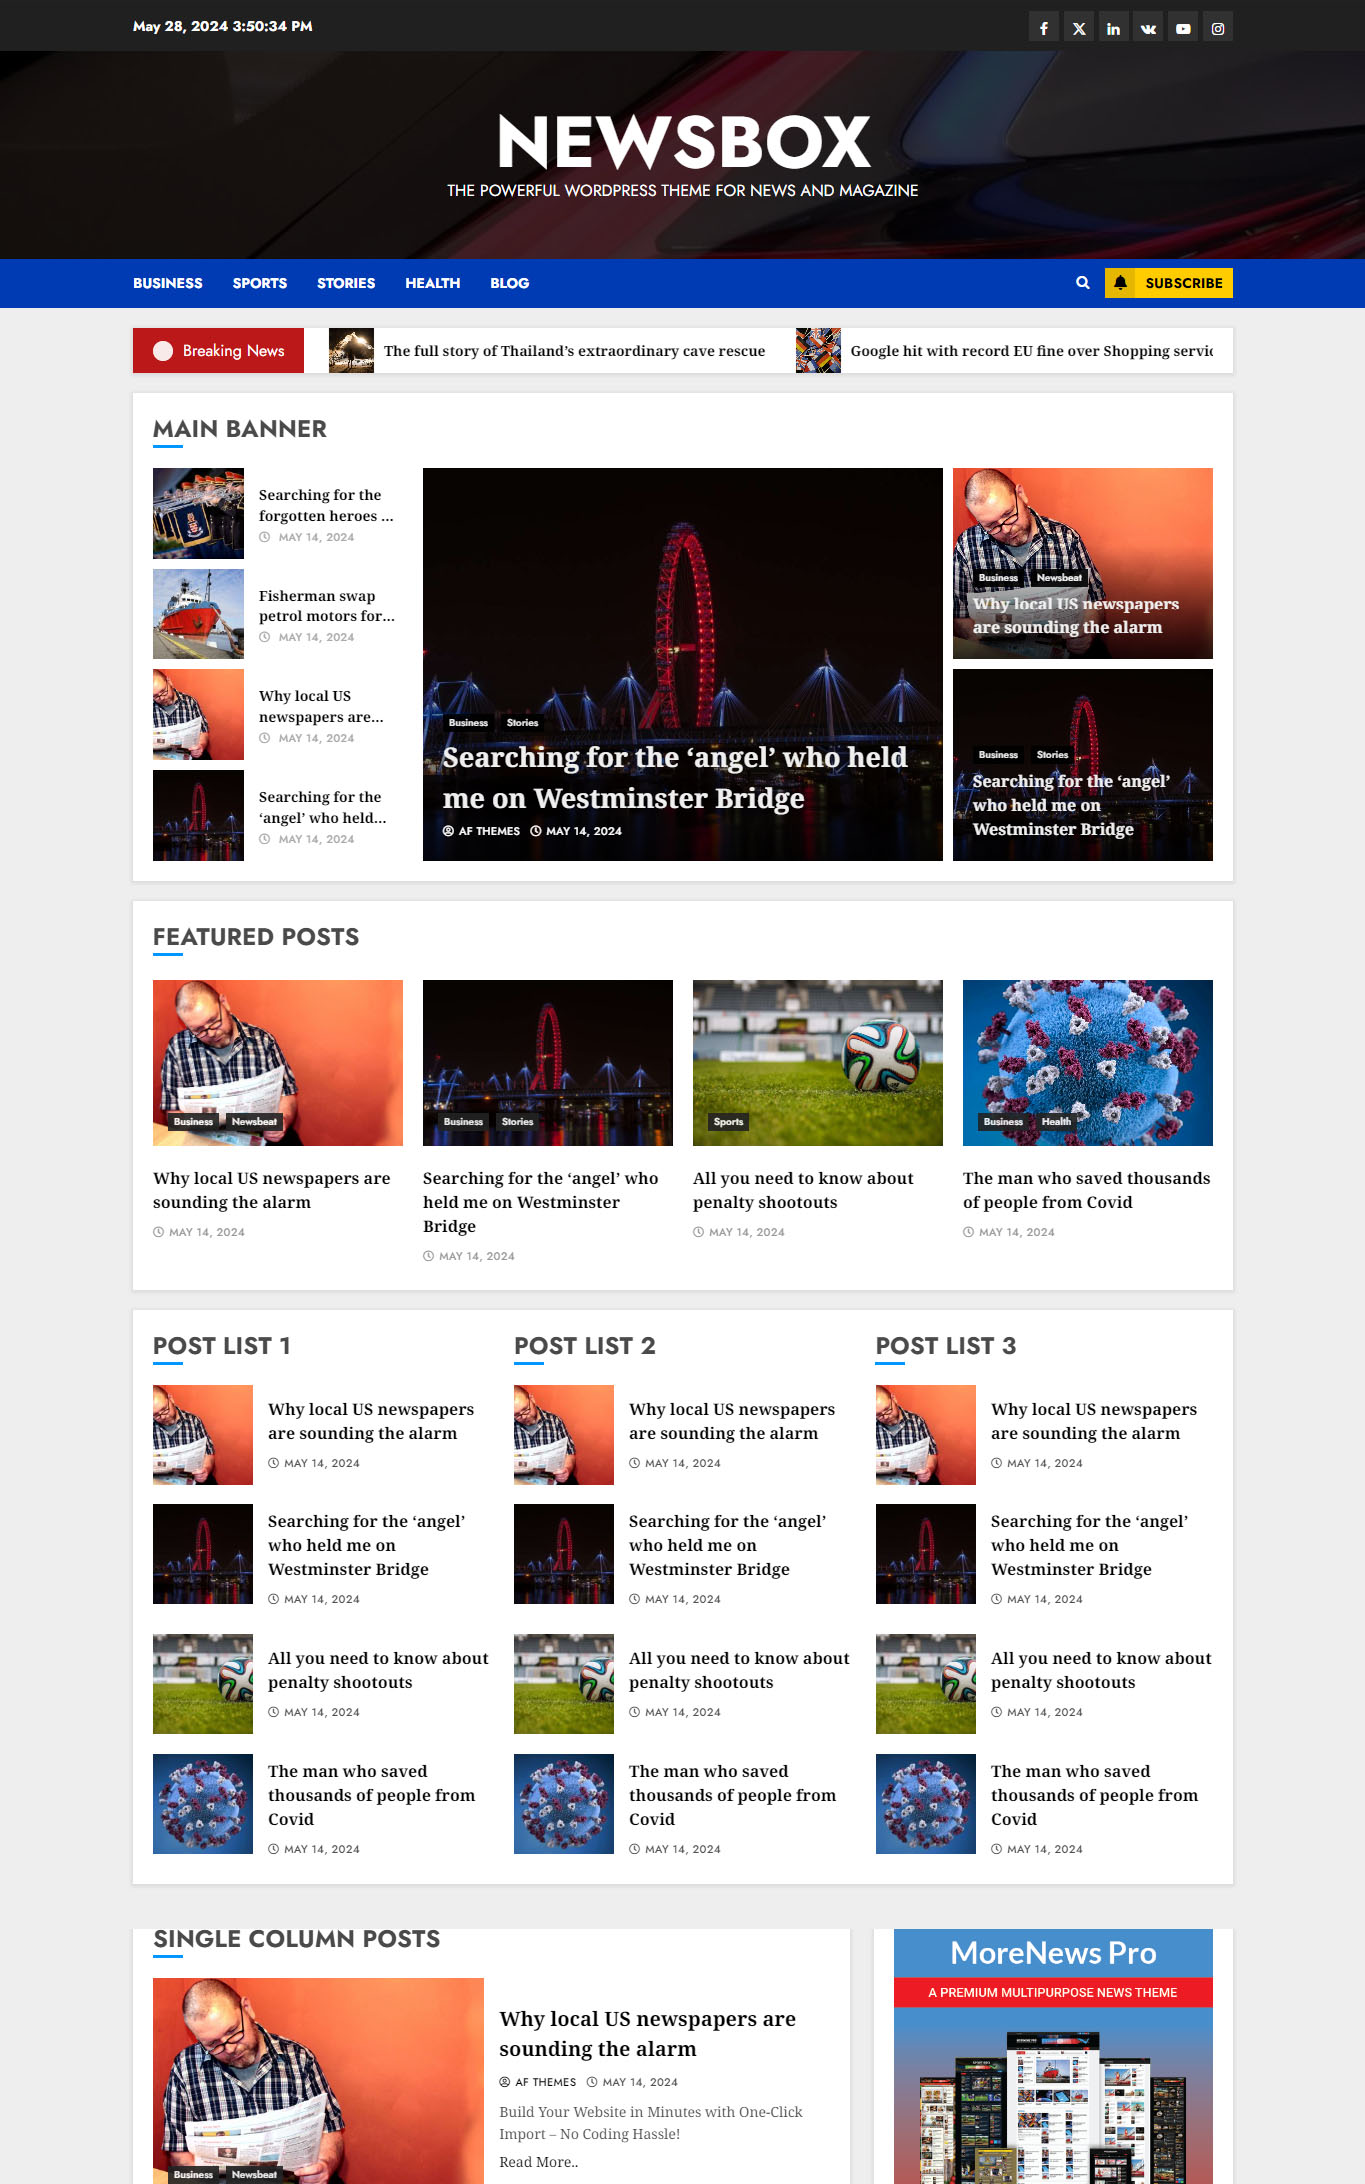 May 28, 2024 3:50:34 PM
NEWSBOX
THE POWERFUL WORDPRESS THEME FOR NEWS AND MAGAZINE
BUSINESS SPORTS STORIES HEALTH BLOG
SUBSCRIBE
Breaking News
The full story of Thailand’s extraordinary cave rescue
Google hit with record EU fine over Shopping servic
MAIN BANNER
Searching for the
forgotten heroes ...
MAY 14, 2024
Fisherman swap
petrol motors for...
MAY 14, 2024
Why local US
newspapers are...
MAY 14, 2024
Searching for the
‘angel’ who held...
MAY 14, 2024
Business Stories
Searching for the ‘angel’ who held
me on Westminster Bridge
AF THEMES MAY 14, 2024
Business Newsbeat
Why local US newspapers
are sounding the alarm
Business Stories
Searching for the ‘angel’
who held me on
Westminster Bridge
FEATURED POSTS
Business Newsbeat
Why local US newspapers are
sounding the alarm
MAY 14, 2024
Business Stories
Searching for the ‘angel’ who
held me on Westminster
Bridge
MAY 14, 2024
Sports
All you need to know about
penalty shootouts
MAY 14, 2024
Business Health
The man who saved thousands
of people from Covid
MAY 14, 2024
POST LIST 1
Why local US newspapers
are sounding the alarm
MAY 14, 2024
Searching for the ‘angel’
who held me on
Westminster Bridge
MAY 14, 2024
All you need to know about
penalty shootouts
MAY 14, 2024
The man who saved
thousands of people from
Covid
MAY 14, 2024
POST LIST 2
Why local US newspapers
are sounding the alarm
MAY 14, 2024
Searching for the ‘angel’
who held me on
Westminster Bridge
MAY 14, 2024
All you need to know about
penalty shootouts
MAY 14, 2024
The man who saved
thousands of people from
Covid
MAY 14, 2024
POST LIST 3
Why local US newspapers
are sounding the alarm
MAY 14, 2024
Searching for the ‘angel’
who held me on
Westminster Bridge
MAY 14, 2024
All you need to know about
penalty shootouts
MAY 14, 2024
The man who saved
thousands of people from
Covid
MAY 14, 2024
SINGLE COLUMN POSTS
Business Newsbeat
Why local US newspapers are
sounding the alarm
AF THEMES MAY 14, 2024
Build Your Website in Minutes with One-Click
Import – No Coding Hassle!
Read More..
MoreNews Pro
A PREMIUM MULTIPURPOSE NEWS THEME